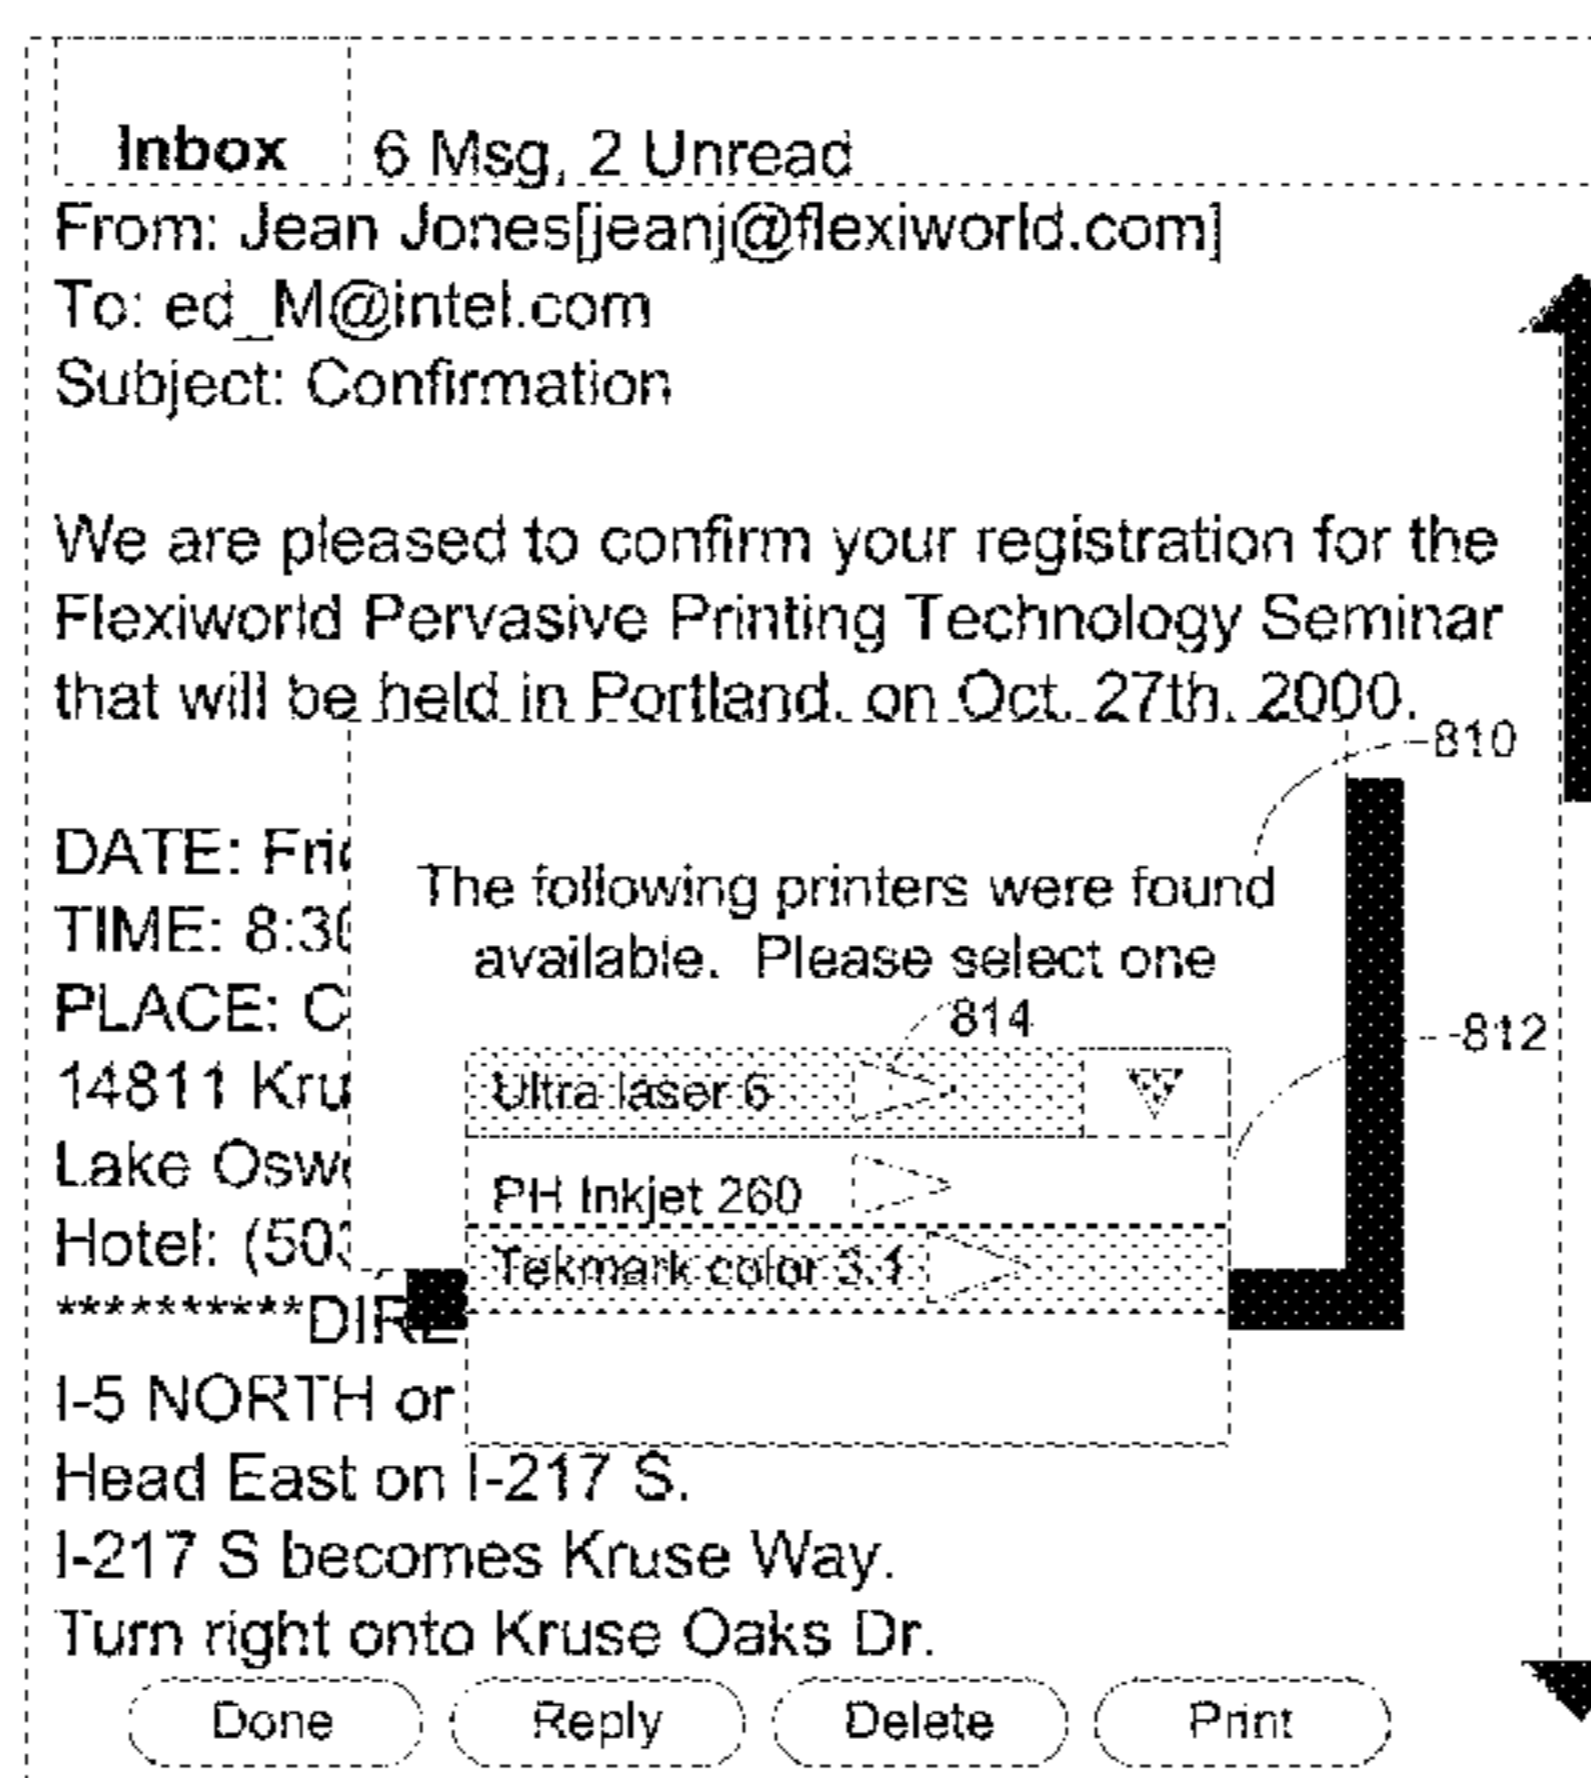 Inbox 6 Msg, 2 Unread
From: Jean Jones[jeanj@flexiworld.com]
To: ed_M@intel.com
Subject: Confirmation
We are pleased to confirm your registration for the
Flexiworld Pervasive Printing Technology Seminar
that will be held in Portland. on Oct. 27th. 2000.
810
DATE:
The following printers were found
TIME: 8:30
available. Please select one
PLACE: C
814
812
14811 Kru
Ultra laser 6
Lake Osw
PH Inkjet 260
Hotel: (503
Tekmark color 3.1
**********DIRE
I-5 NORTH or
Head East on I-217 S.
I-217 S becomes Kruse Way.
Turn right onto Kruse Oaks Dr.
Done Reply Delete Print